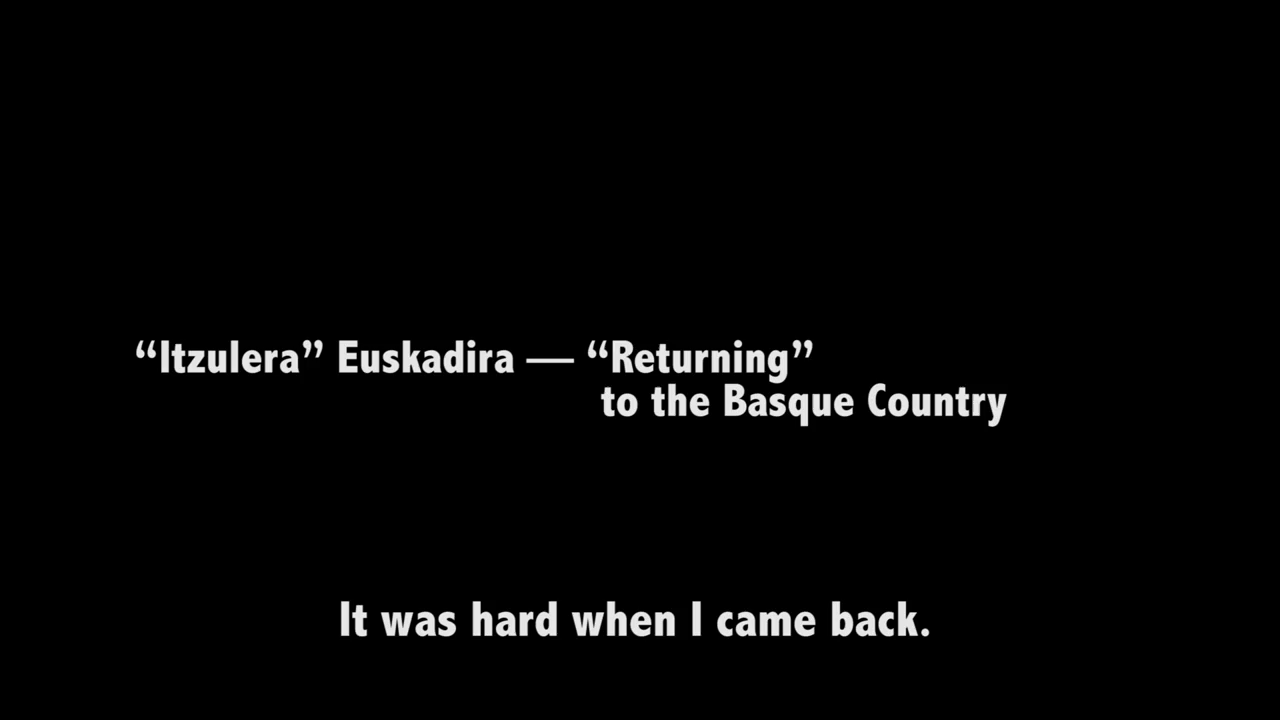 “Itzulera” Euskadira — “Returning”
to the Basque Country
It was hard when I came back.